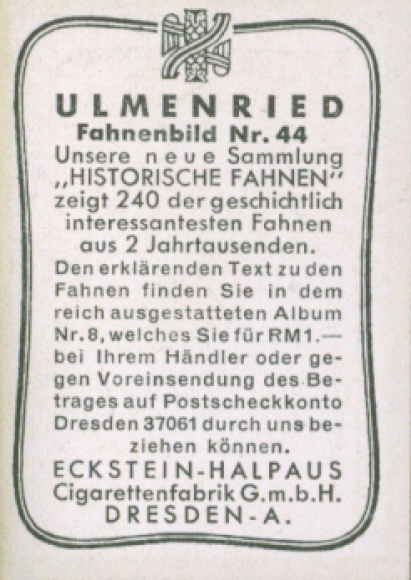 ULMENRIED
Fahnenbild Nr. 44
Unsere neue Sammlung
„HISTORISCHE FAHNEN"
zeigt 240 der geschichtlich
interessantesten Fahnen
aus 2 Jahrtausenden.
Den erklärenden Text zu den
Fahnen finden Sie in dem
reich ausgestatteten Album
Nr. 8, welches Sie für RM 1.—
bei Ihrem Händler oder ge-
gen Voreinsendung des Be-
trages auf Postscheckkonto
Dresden 37061 durch uns be-
ziehen können.
ECKSTEIN-HALPAUS
Cigarettenfabrik G.m.b.H.
DRESDEN-A.